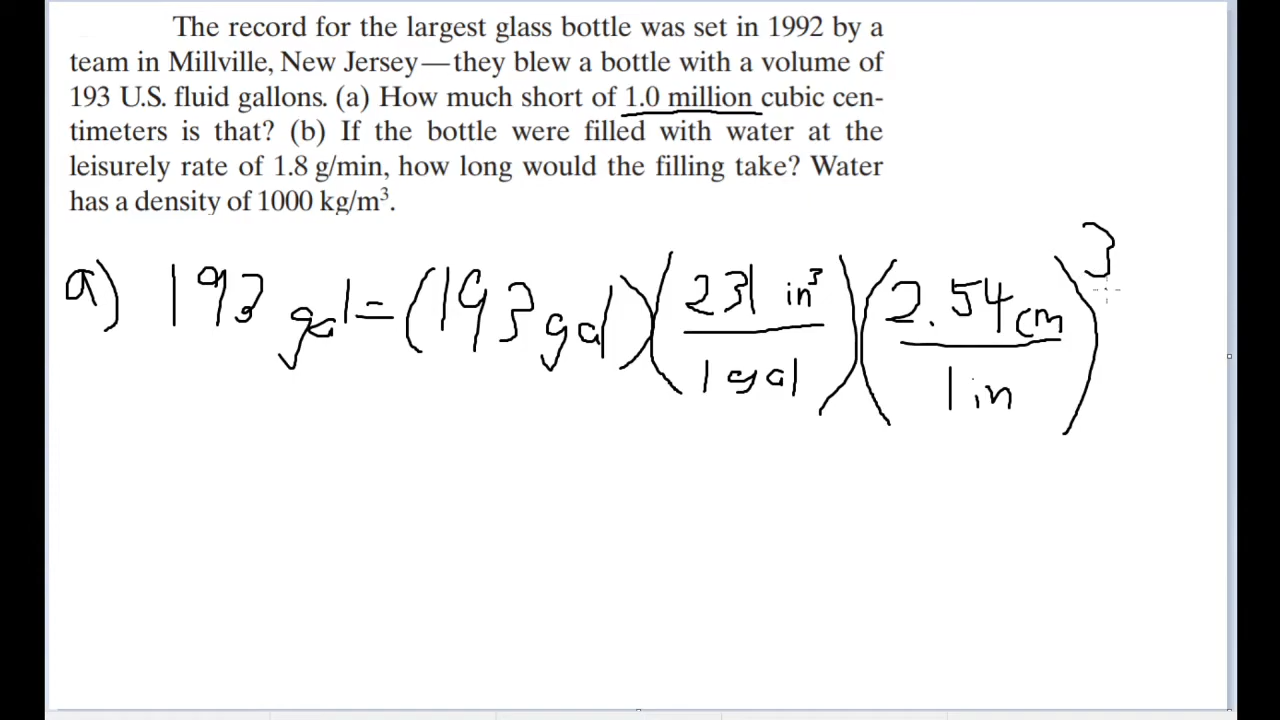 The record for the largest glass bottle was set in 1992 by a
team in Millville, New Jersey—they blew a bottle with a volume of
193 U.S. fluid gallons. (a) How much short of 1.0 million cubic cen-
timeters is that? (b) If the bottle were filled with water at the
leisurely rate of 1.8 g/min, how long would the filling take? Water
has a density of 1000 kg/m³.
a) 193 gal = (193 gal) (231 in³ / 1 gal) (2.54 cm / 1 in)³